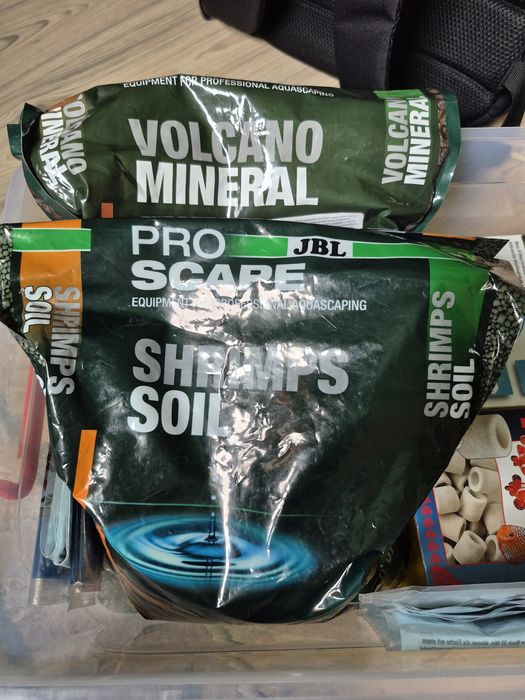 EQUIPMENT FOR PROFESSIONAL AQUASCAPING
VOLCANO
MINERAL
VOLCANO
MINERAL
VOLCANO
MINERAL
PRO
JBL
SCAPE
EQUIPMENT FOR PROFESSIONAL AQUASCAPING
SHRIMPS
SOIL
SHRIMPS
SOIL
SHRIMPS
SOIL